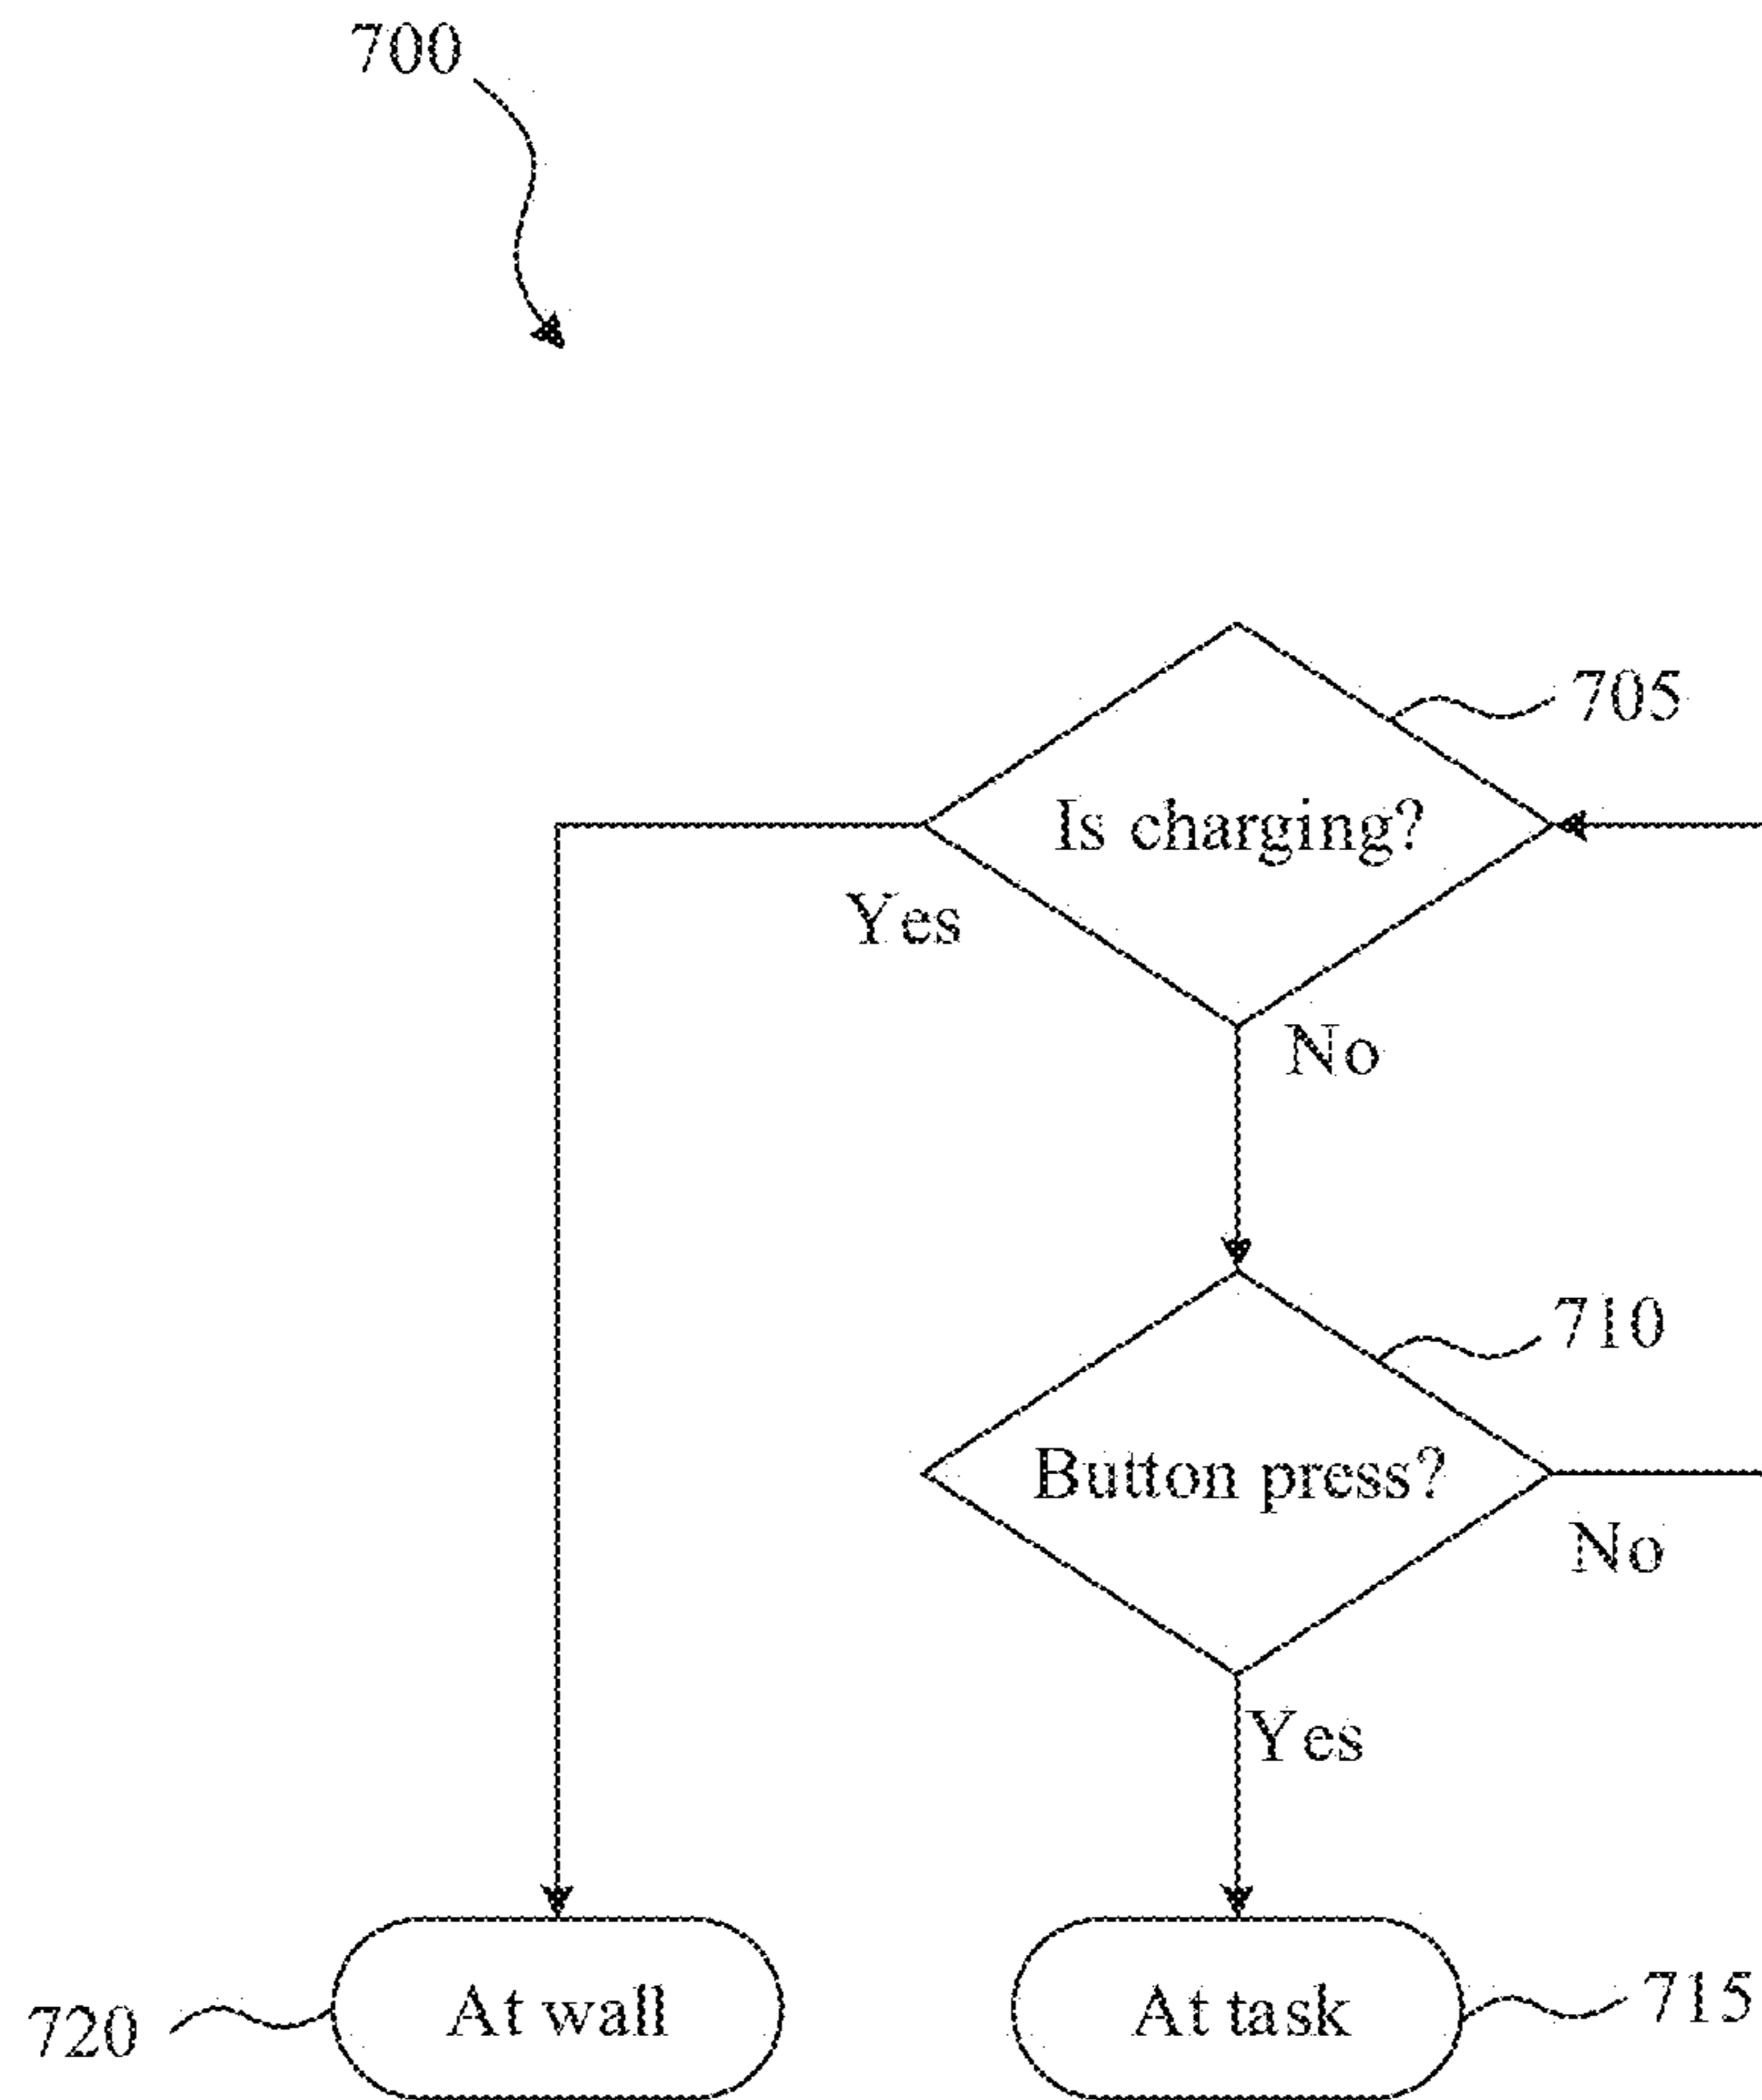 700
705
Is charging?
Yes
No
710
Button press?
No
Yes
At wall
At task
715
720